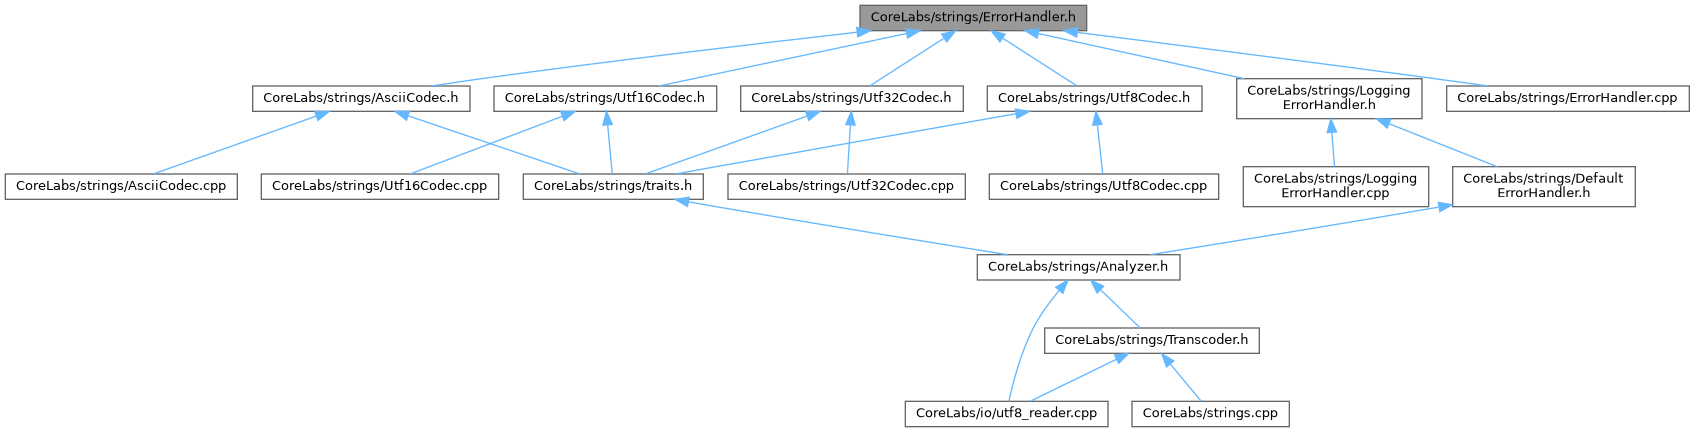 CoreLabs/strings/ErrorHandler.h
CoreLabs/strings/AsciiCodec.h
CoreLabs/strings/Utf16Codec.h
CoreLabs/strings/Utf32Codec.h
CoreLabs/strings/Utf8Codec.h
CoreLabs/strings/Logging
ErrorHandler.h
CoreLabs/strings/ErrorHandler.cpp
CoreLabs/strings/AsciiCodec.cpp
CoreLabs/strings/Utf16Codec.cpp
CoreLabs/strings/traits.h
CoreLabs/strings/Utf32Codec.cpp
CoreLabs/strings/Utf8Codec.cpp
CoreLabs/strings/Logging
ErrorHandler.cpp
CoreLabs/strings/Default
ErrorHandler.h
CoreLabs/strings/Analyzer.h
CoreLabs/strings/Transcoder.h
CoreLabs/io/utf8_reader.cpp
CoreLabs/strings.cpp